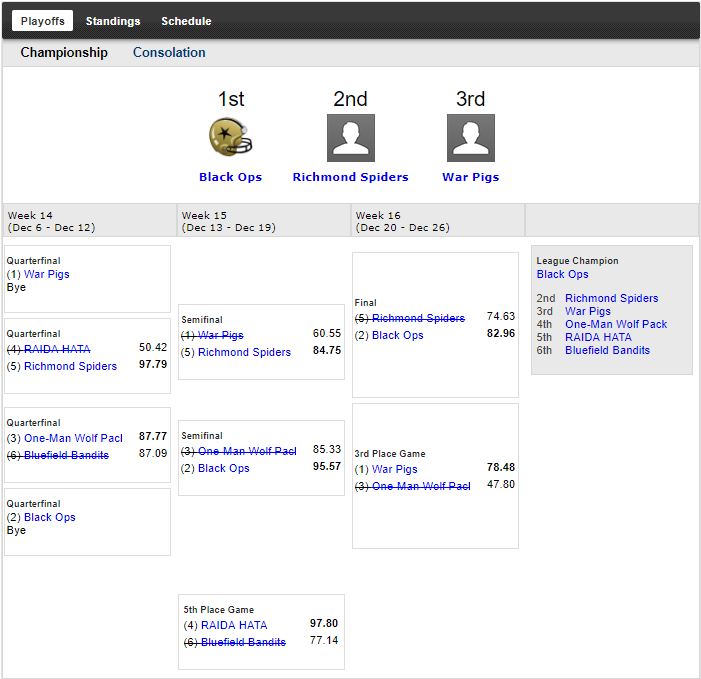 Playoffs Standings Schedule
Championship Consolation
1st 2nd 3rd
Black Ops Richmond Spiders War Pigs
Week 14
(Dec 6 - Dec 12)
Week 15
(Dec 13 - Dec 19)
Week 16
(Dec 20 - Dec 26)
Quarterfinal
(1) War Pigs
Bye
Quarterfinal
(4) RAIDA HATA 50.42
(5) Richmond Spiders 97.79
Quarterfinal
(3) One-Man Wolf Pacl 87.77
(6) Bluefield Bandits 87.09
Quarterfinal
(2) Black Ops
Bye
Semifinal
(1) War Pigs 60.55
(5) Richmond Spiders 84.75
Semifinal
(3) One-Man Wolf Pacl 85.33
(2) Black Ops 95.57
5th Place Game
(4) RAIDA HATA 97.80
(6) Bluefield Bandits 77.14
Final
(5) Richmond Spiders 74.63
(2) Black Ops 82.96
3rd Place Game
(1) War Pigs 78.48
(3) One-Man Wolf Pacl 47.80
League Champion
Black Ops
2nd Richmond Spiders
3rd War Pigs
4th One-Man Wolf Pack
5th RAIDA HATA
6th Bluefield Bandits